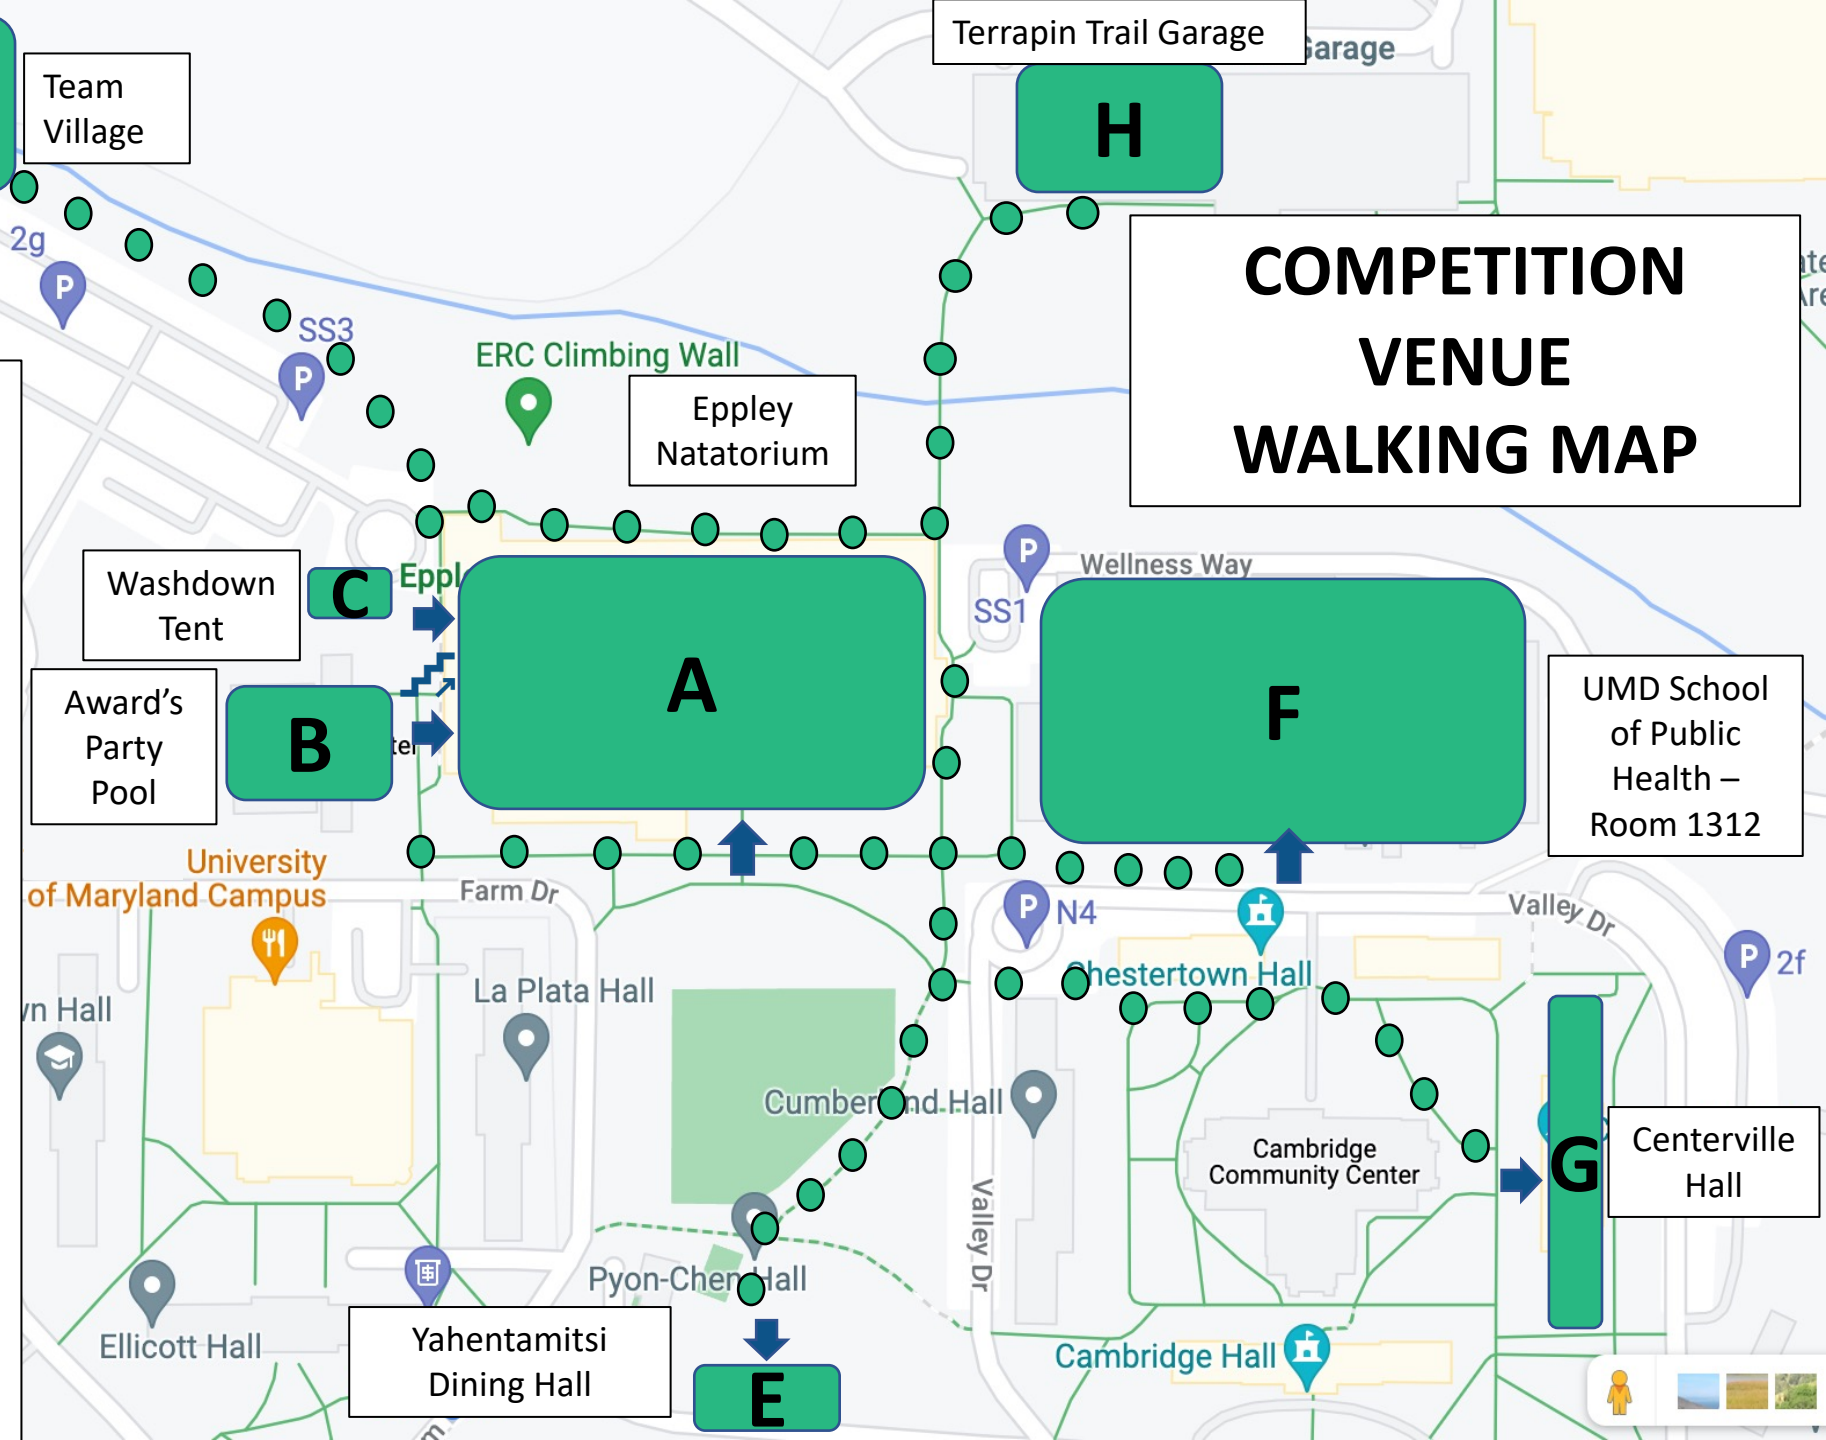 Terrapin Trail Garage
Garage
Team
Village
H
2g
P
COMPETITION
VENUE
WALKING MAP
SS3
P
ERC Climbing Wall
Eppley
Natatorium
P
Wellness Way
SS1
Washdown
Tent
C
A
F
Award's
Party
Pool
B
UMD School
of Public
Health –
Room 1312
University
of Maryland Campus
Farm Dr
P
N4
Valley Dr
Chestertown Hall
P
2f
La Plata Hall
Hall
Cumberland Hall
Cambridge
Community Center
G
Centerville
Hall
Valley Dr
Pyon-Chen Hall
Ellicott Hall
Yahentamitsi
Dining Hall
E
Cambridge Hall